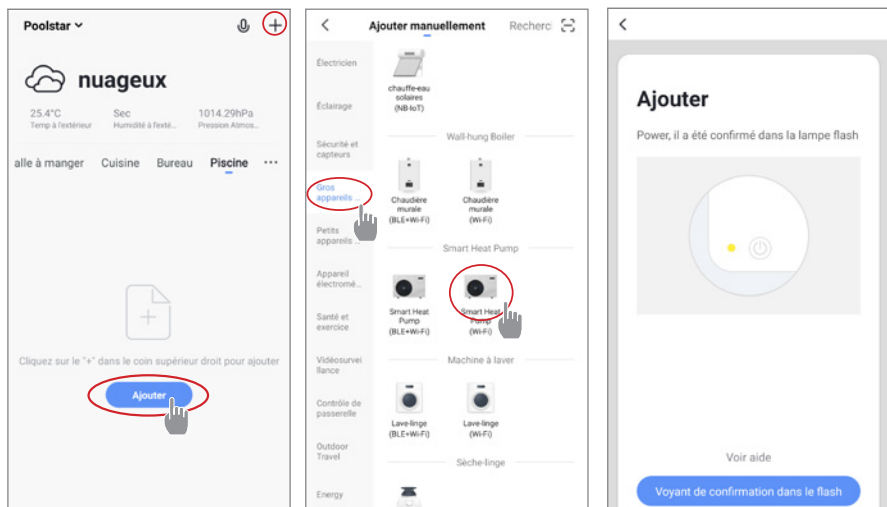 Poolstar
nuageux
25.4°C Sec 1014.29hPa
Temp à l'extérieur Humidité à l'exté... Pression Atmos...
alle à manger Cuisine Bureau Piscine ...
Cliquez sur le "+" dans le coin supérieur droit pour ajouter
Ajouter
Ajouter manuellement Recherc
Électricien
Éclairage
Sécurité et
capteurs
Gros
appareils ...
Petits
appareils ...
Appareil
électromé...
Santé et
exercice
Vidéosurvei
llance
Contrôle de
passerelle
Outdoor
Travel
Energy
chauffe-eau
solaires
(NB-IoT)
Wall-hung Boiler
Chaudière
murale
(BLE+Wi-Fi)
Chaudière
murale
(Wi-Fi)
Smart Heat Pump
Smart Heat
Pump
(BLE+Wi-Fi)
Smart Heat
Pump
(Wi-Fi)
Machine à laver
Lave-linge
(BLE+Wi-Fi)
Lave-linge
(Wi-Fi)
Sèche-linge
Ajouter
Power, il a été confirmé dans la lampe flash
Voir aide
Voyant de confirmation dans le flash